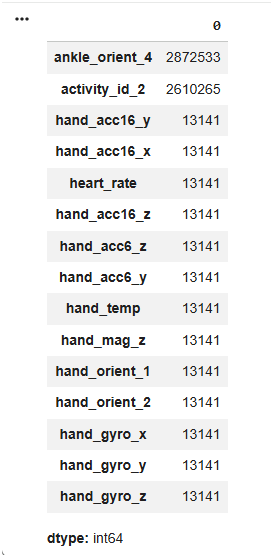 ...
0
ankle_orient_4 2872533
activity_id_2 2610265
hand_acc16_y 13141
hand_acc16_x 13141
heart_rate 13141
hand_acc16_z 13141
hand_acc6_z 13141
hand_acc6_y 13141
hand_temp 13141
hand_mag_z 13141
hand_orient_1 13141
hand_orient_2 13141
hand_gyro_x 13141
hand_gyro_y 13141
hand_gyro_z 13141
dtype: int64